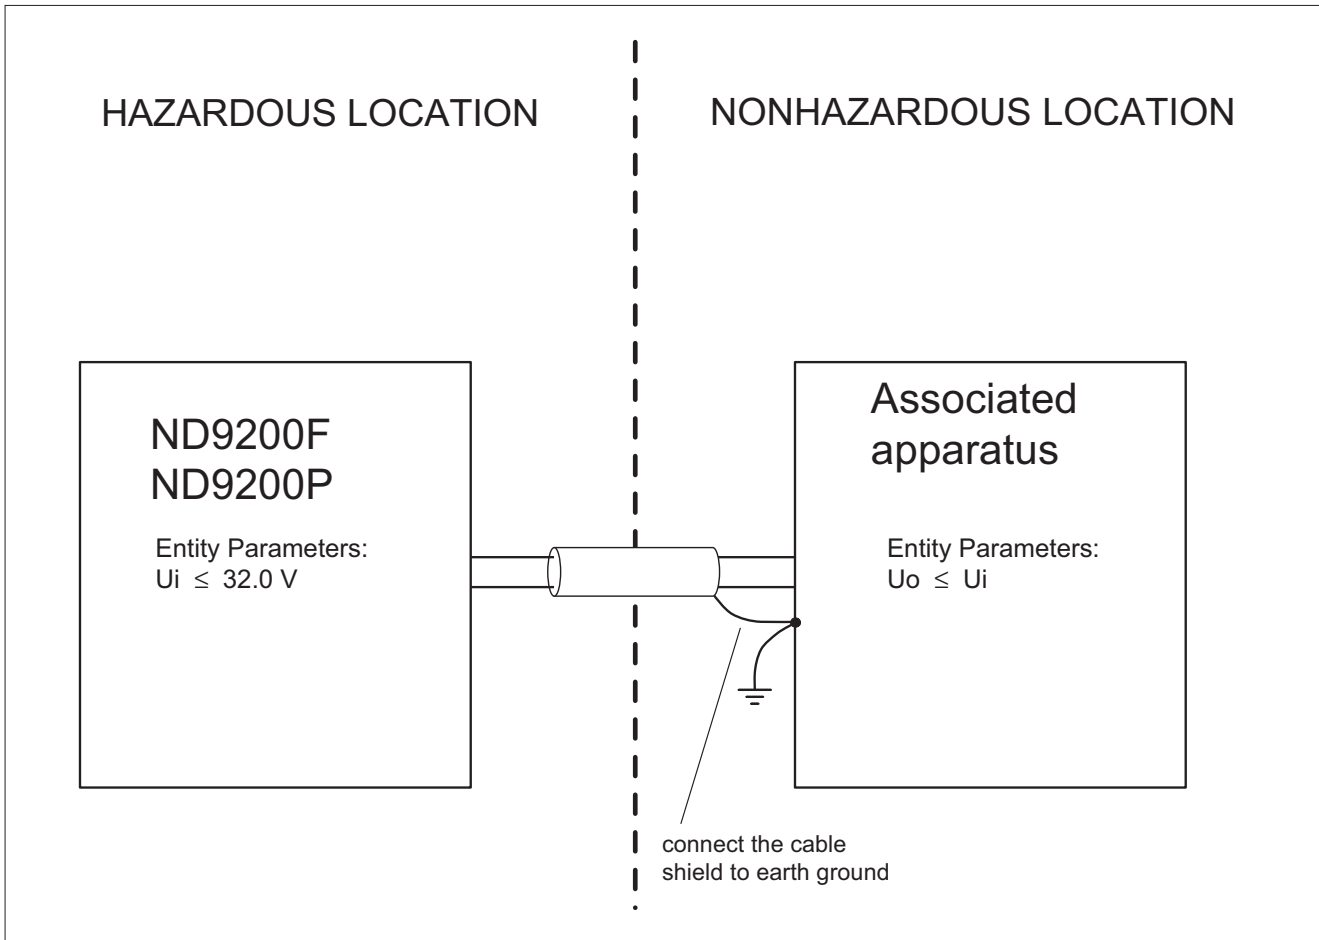 HAZARDOUS LOCATION
NONHAZARDOUS LOCATION
ND9200F
ND9200P
Entity Parameters:
Ui ≤ 32.0 V
Associated
apparatus
Entity Parameters:
Uo ≤ Ui
connect the cable
shield to earth ground